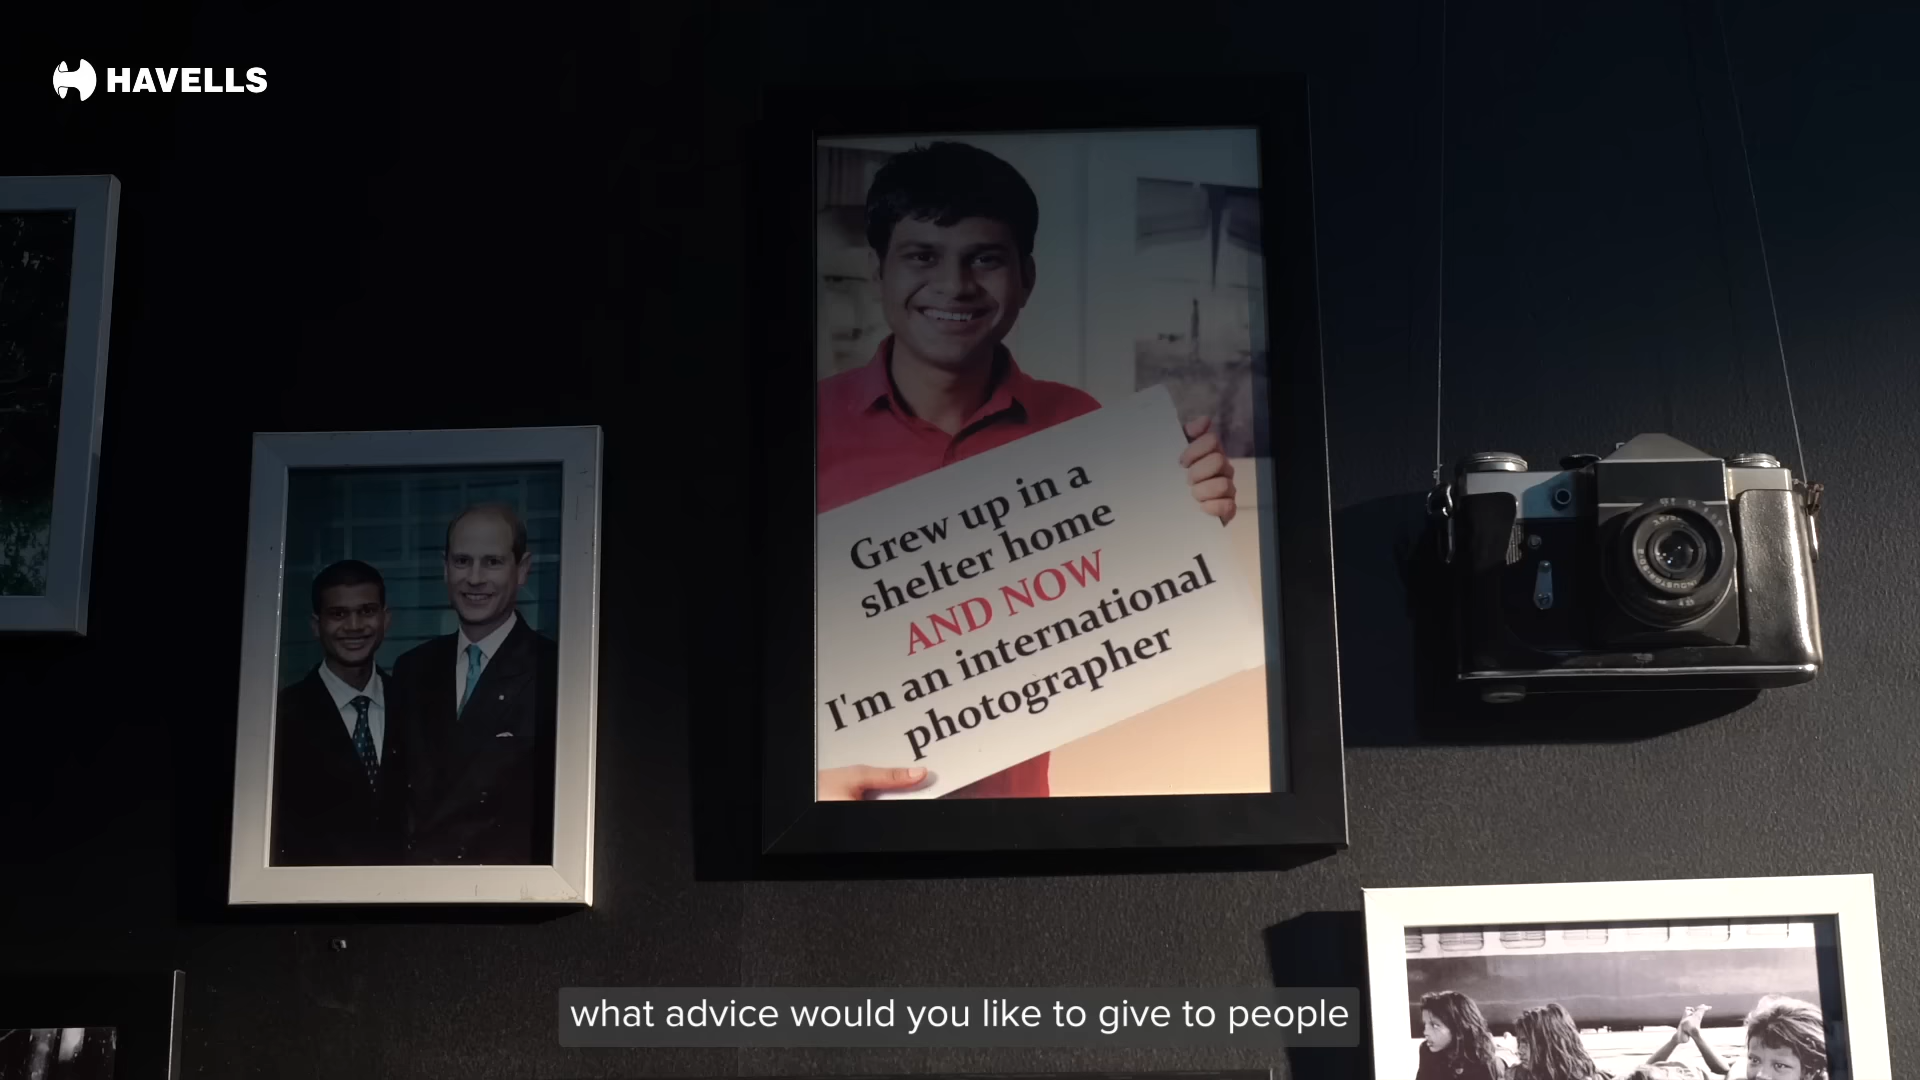 HAVELLS
Grew up in a
shelter home
AND NOW
I'm an international
photographer
what advice would you like to give to people